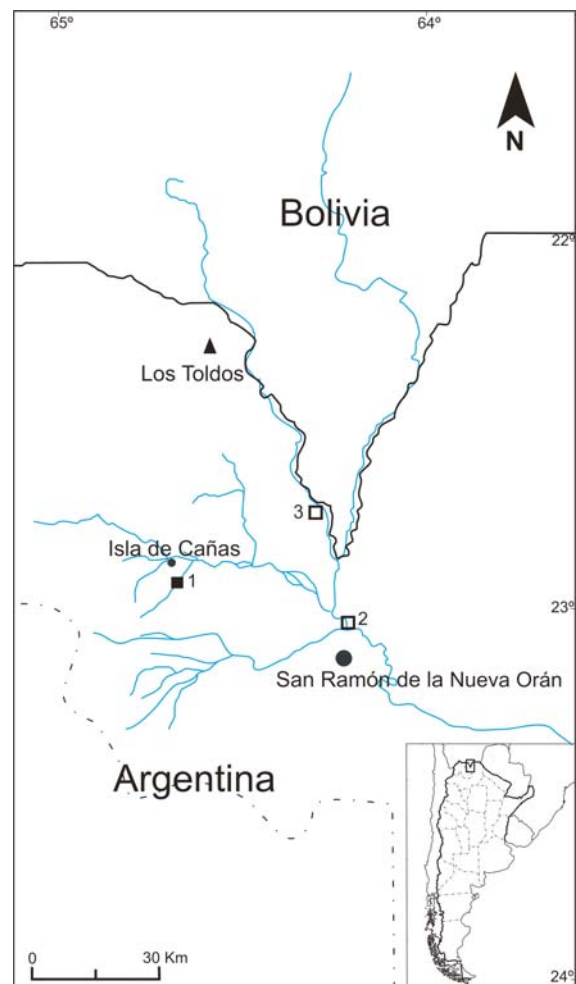 65º 64º
N
Bolivia
22º
Los Toldos
3
Isla de Cañas
1
23º
2
San Ramón de la Nueva Orán
Argentina
0 30 Km
24º